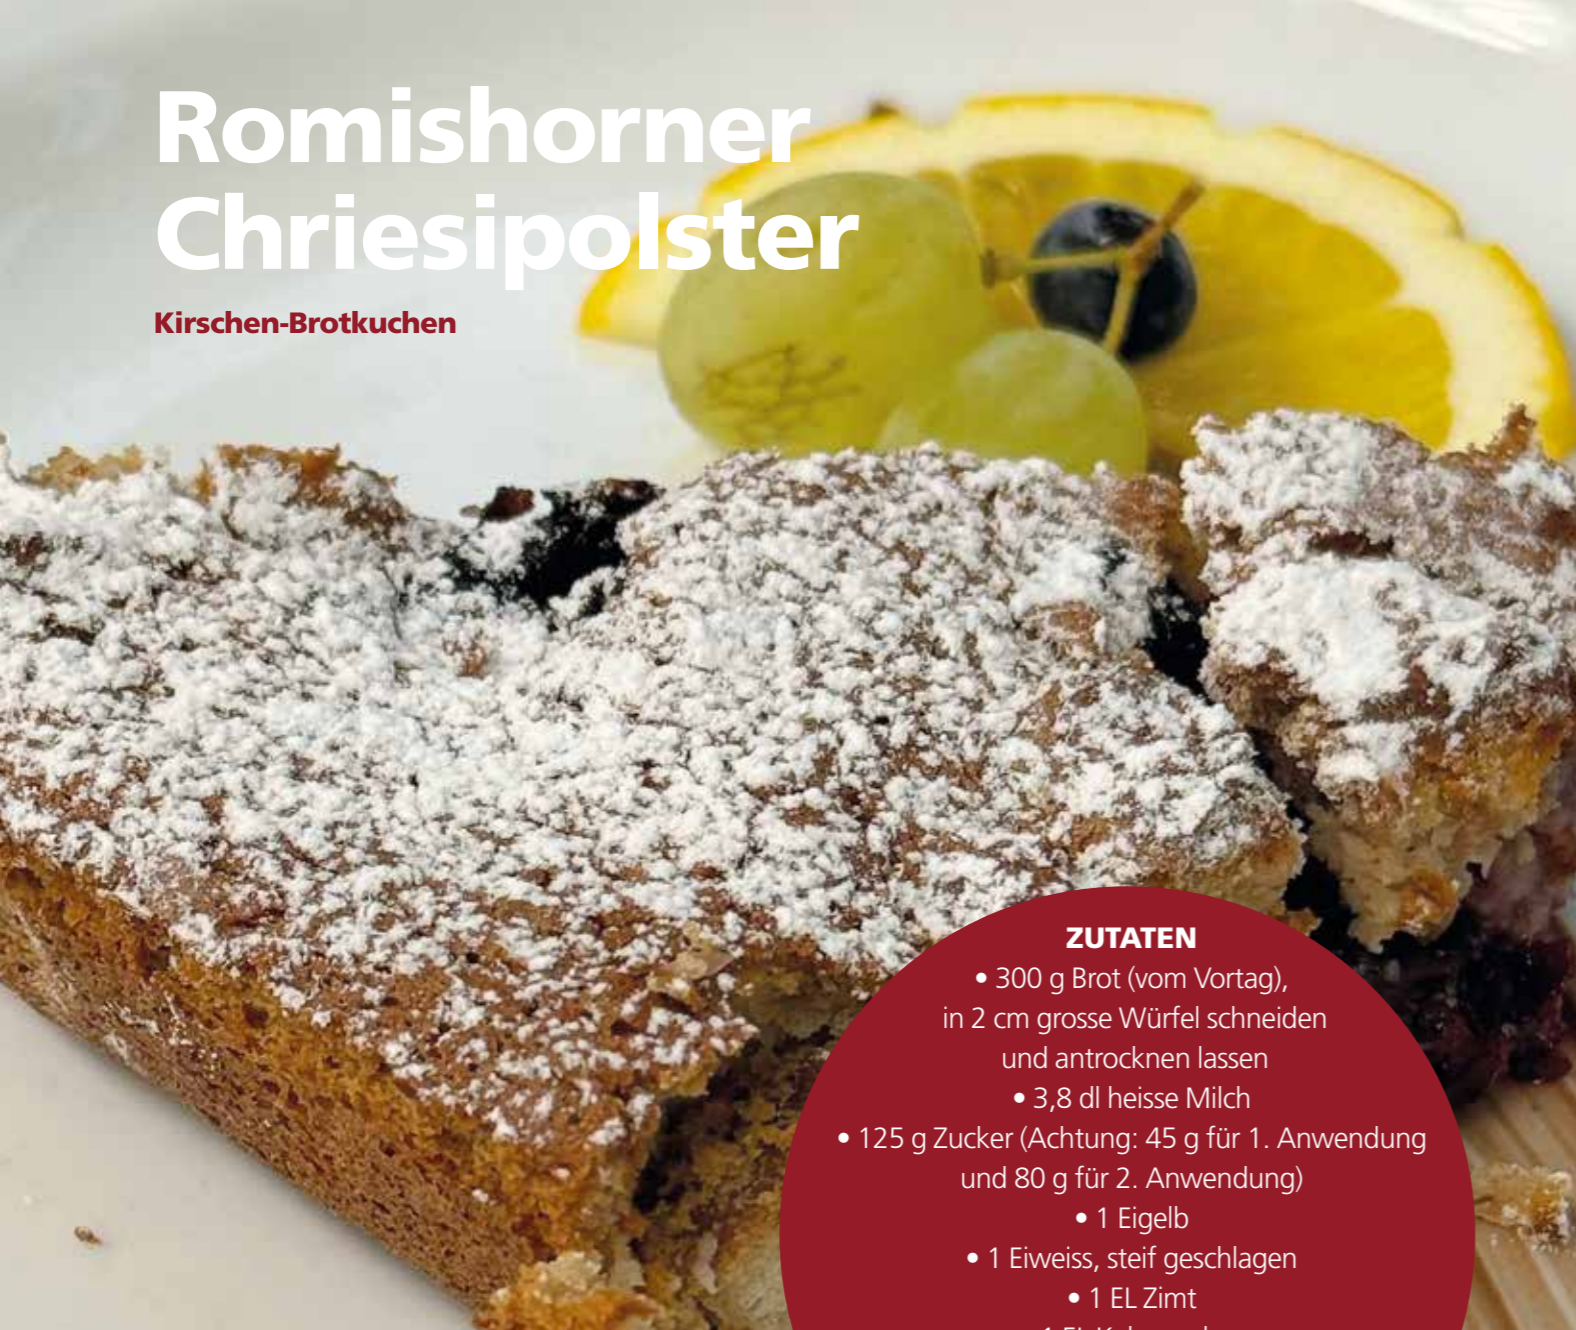 Romishorner
Chriesipolster
Kirschen-Brotkuchen
ZUTATEN
• 300 g Brot (vom Vortag),
in 2 cm grosse Würfel schneiden
und antrocknen lassen
• 3,8 dl heisse Milch
• 125 g Zucker (Achtung: 45 g für 1. Anwendung
und 80 g für 2. Anwendung)
• 1 Eigelb
• 1 Eiweiss, steif geschlagen
• 1 EL Zimt